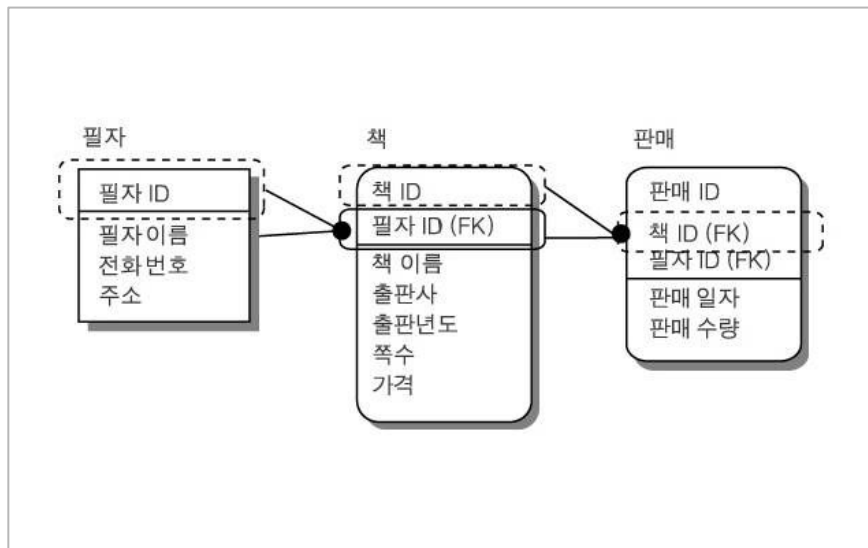 필자
필자 ID
필자 이름
전화 번호
주소
책
책 ID
필자 ID (FK)
책 이름
출판사
출판년도
쪽수
가격
판매
판매 ID
책 ID (FK)
필자 ID (FK)
판매 일자
판매 수량